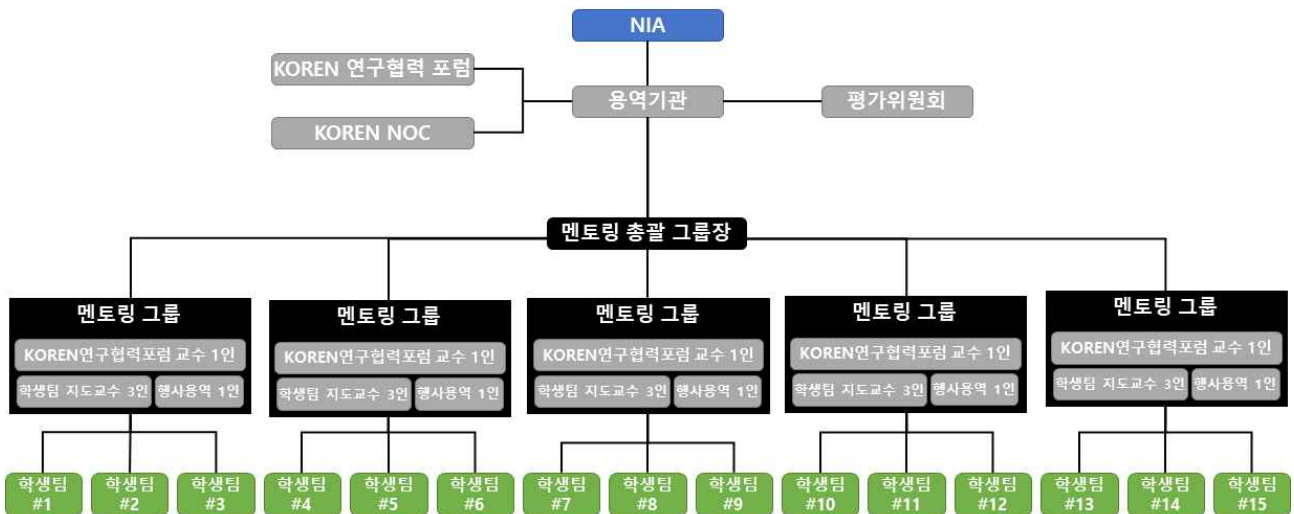 NIA
KOREN 연구협력 포럼
용역기관
평가위원회
KOREN NOC
멘토링 총괄 그룹장
멘토링 그룹
KOREN연구협력포럼 교수 1인
학생팀 지도교수 3인
행사용역 1인
멘토링 그룹
KOREN연구협력포럼 교수 1인
학생팀 지도교수 3인
행사용역 1인
멘토링 그룹
KOREN연구협력포럼 교수 1인
학생팀 지도교수 3인
행사용역 1인
멘토링 그룹
KOREN연구협력포럼 교수 1인
학생팀 지도교수 3인
행사용역 1인
멘토링 그룹
KOREN연구협력포럼 교수 1인
학생팀 지도교수 3인
행사용역 1인
학생팀
#1
학생팀
#2
학생팀
#3
학생팀
#4
학생팀
#5
학생팀
#6
학생팀
#7
학생팀
#8
학생팀
#9
학생팀
#10
학생팀
#11
학생팀
#12
학생팀
#13
학생팀
#14
학생팀
#15